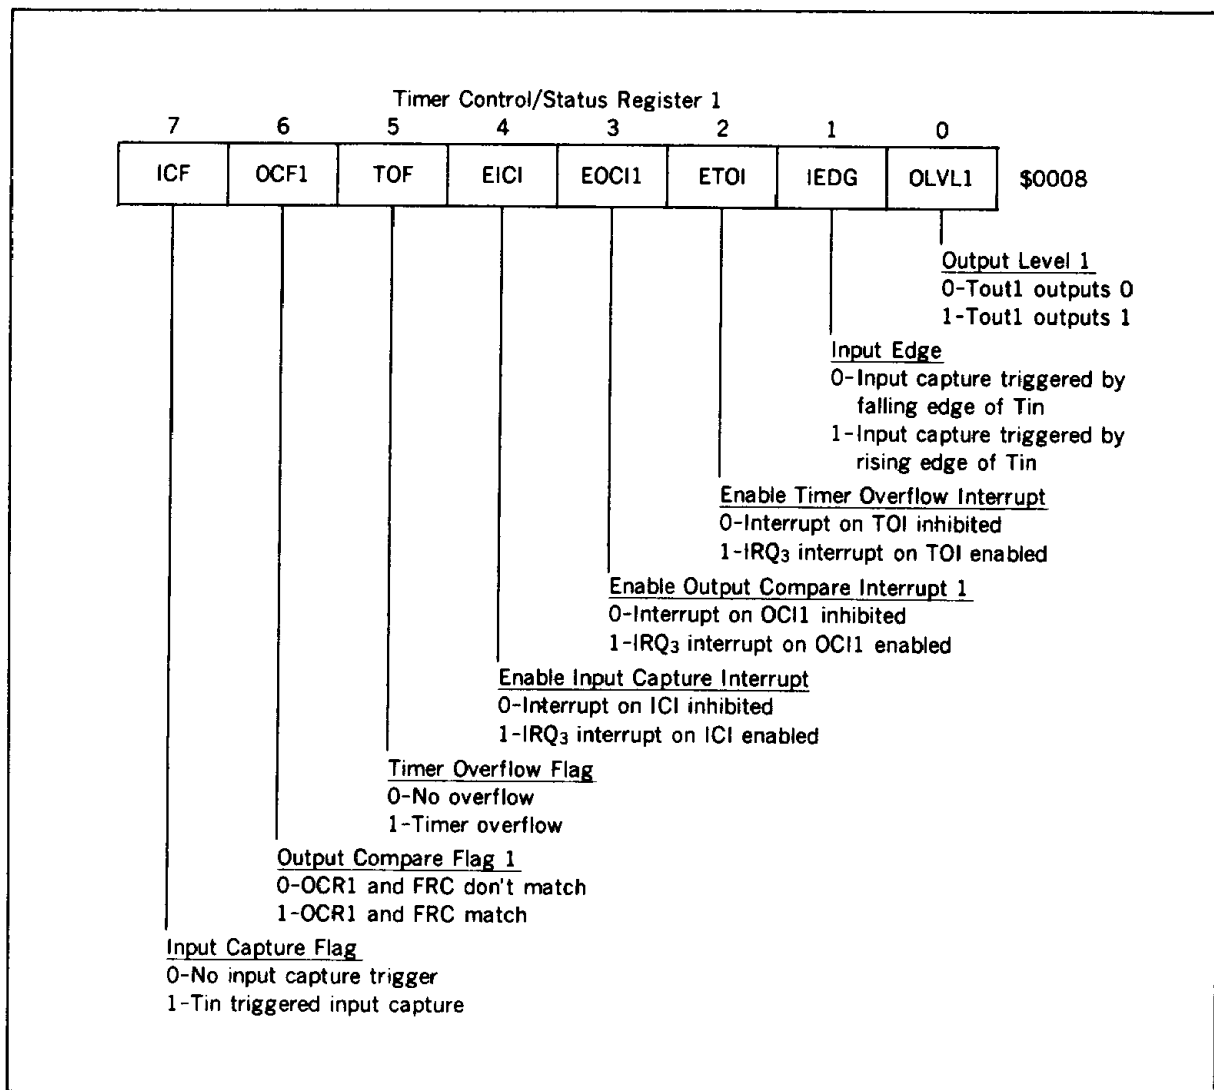 Timer Control/Status Register 1
7 6 5 4 3 2 1 0
ICF OCF1 TOF EICI EOCI1 ETOI IEDG OLVL1 $0008
Output Level 1
0-Tout1 outputs 0
1-Tout1 outputs 1
Input Edge
0-Input capture triggered by
falling edge of Tin
1-Input capture triggered by
rising edge of Tin
Enable Timer Overflow Interrupt
0-Interrupt on TOI inhibited
1-IRQ3 interrupt on TOI enabled
Enable Output Compare Interrupt 1
0-Interrupt on OCI1 inhibited
1-IRQ3 interrupt on OCI1 enabled
Enable Input Capture Interrupt
0-Interrupt on ICI inhibited
1-IRQ3 interrupt on ICI enabled
Timer Overflow Flag
0-No overflow
1-Timer overflow
Output Compare Flag 1
0-OCR1 and FRC don't match
1-OCR1 and FRC match
Input Capture Flag
0-No input capture trigger
1-Tin triggered input capture